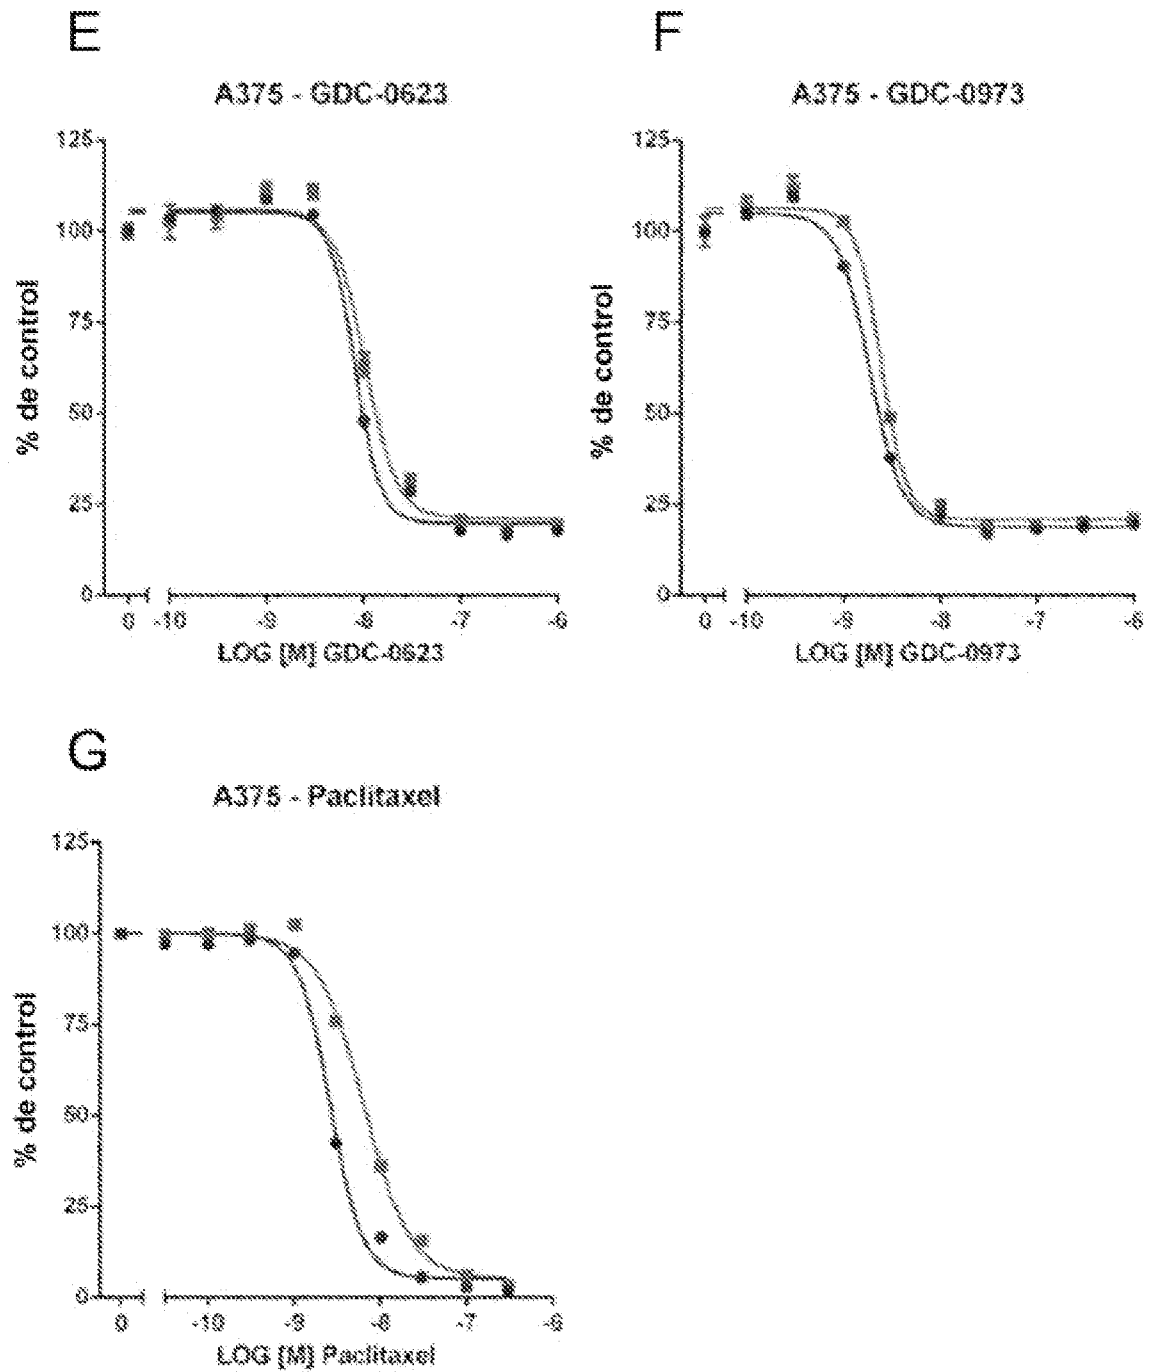 E
A375 - GDC-0623
125
100
75
50
25
0
% de control
0 -10 -9 -8 -7 -6
LOG [M] GDC-0623
F
A375 - GDC-0973
125
100
75
50
25
0
% de control
0 -10 -9 -8 -7 -6
LOG [M] GDC-0973
G
A375 - Paclitaxel
125
100
75
50
25
0
% de control
0 -10 -9 -8 -7 -6
LOG [M] Paclitaxel